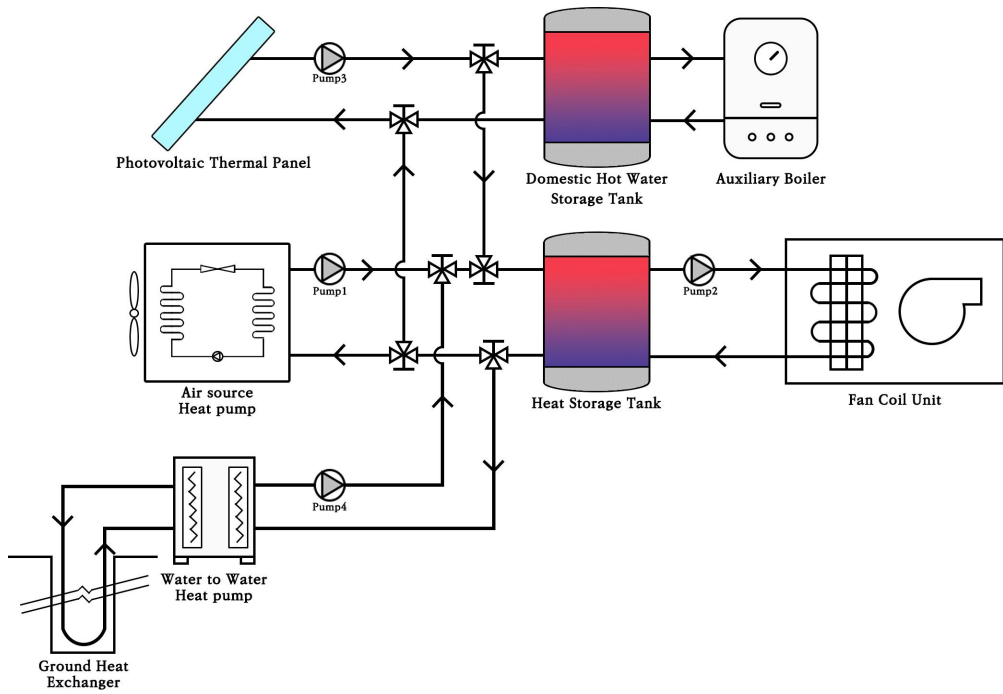 Pump3
Photovoltaic Thermal Panel
Domestic Hot Water
Storage Tank
Auxiliary Boiler
Pump1
Pump2
Air source
Heat pump
Heat Storage Tank
Fan Coil Unit
Pump4
Water to Water
Heat pump
Ground Heat
Exchanger